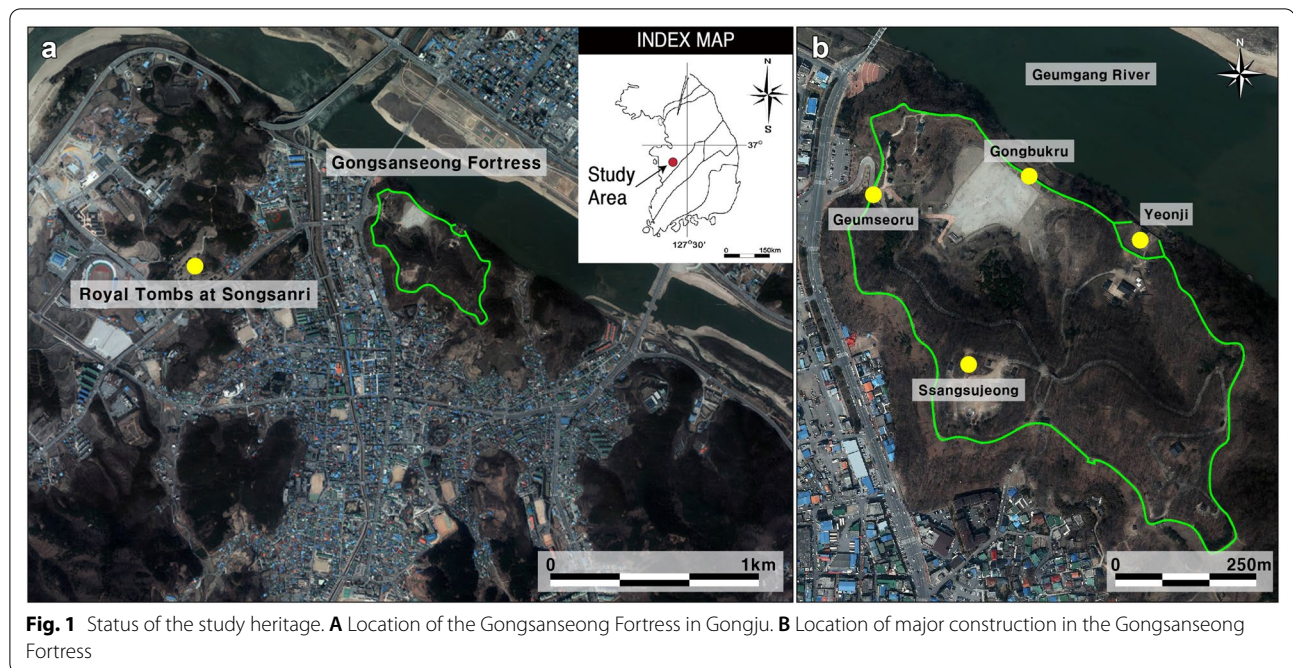 a
INDEX MAP
N
S
37°
Study
Area
127°30'
0 150km
Gongsanseong Fortress
Royal Tombs at Songsanri
0 1km
b
N
Geumgang River
Gongbukru
Geumseoru
Yeonji
Ssangsujeong
0 250m
Fig. 1 Status of the study heritage. A Location of the Gongsanseong Fortress in Gongju. B Location of major construction in the Gongsanseong
Fortress